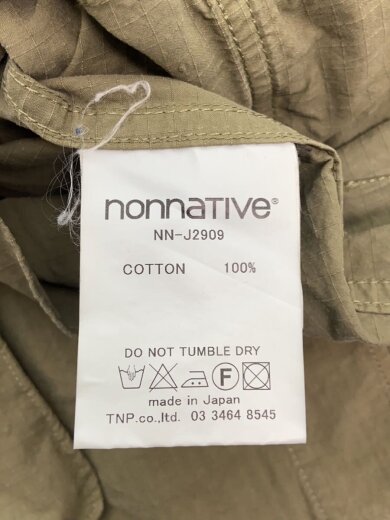 nonnative®
NN-J2909
COTTON 100%
DO NOT TUMBLE DRY
F
made in Japan
TNP.co.,ltd. 03 3464 8545